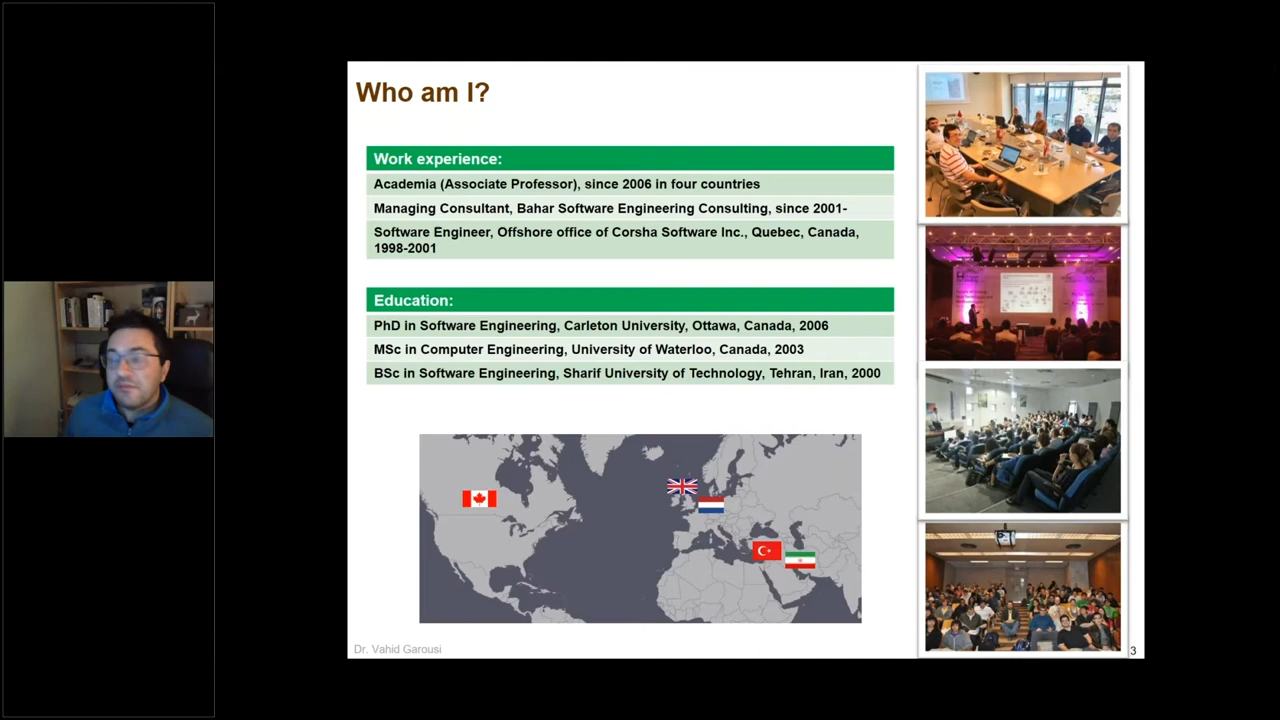 Who am I?
Work experience:
Academia (Associate Professor), since 2006 in four countries
Managing Consultant, Bahar Software Engineering Consulting, since 2001-
Software Engineer, Offshore office of Corsha Software Inc., Quebec, Canada,
1998-2001
Education:
PhD in Software Engineering, Carleton University, Ottawa, Canada, 2006
MSc in Computer Engineering, University of Waterloo, Canada, 2003
BSc in Software Engineering, Sharif University of Technology, Tehran, Iran, 2000
Dr. Vahid Garousi
3